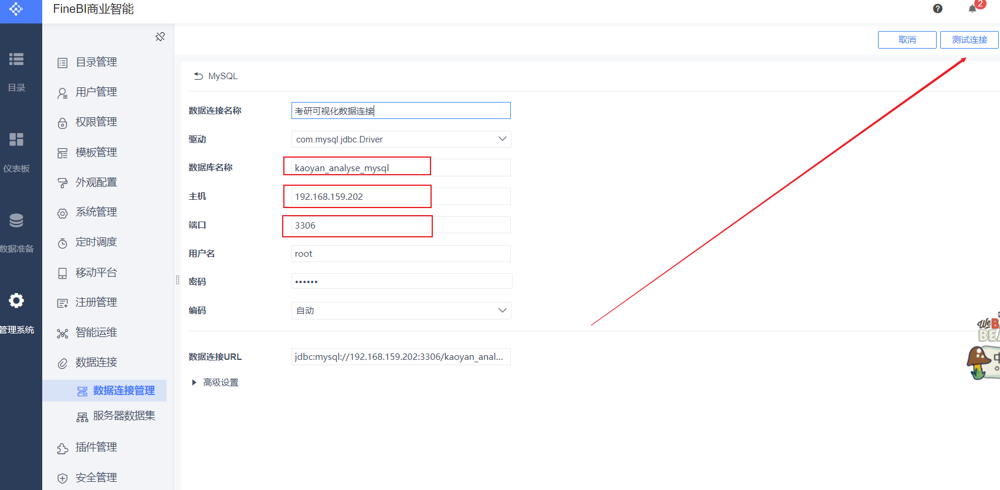 FineBI商业智能
2
取消
测试连接
目录
仪表板
数据准备
管理系统
目录管理
用户管理
权限管理
模板管理
外观配置
系统管理
定时调度
移动平台
注册管理
智能运维
数据连接
数据连接管理
服务器数据集
插件管理
安全管理
MySQL
数据连接名称
考研可视化数据连接
驱动
com.mysql.jdbc.Driver
数据库名称
kaoyan_analyse_mysql
主机
192.168.159.202
端口
3306
用户名
root
密码
••••••
编码
自动
数据连接URL
jdbc:mysql://192.168.159.202:3306/kaoyan_anal...
高级设置
We